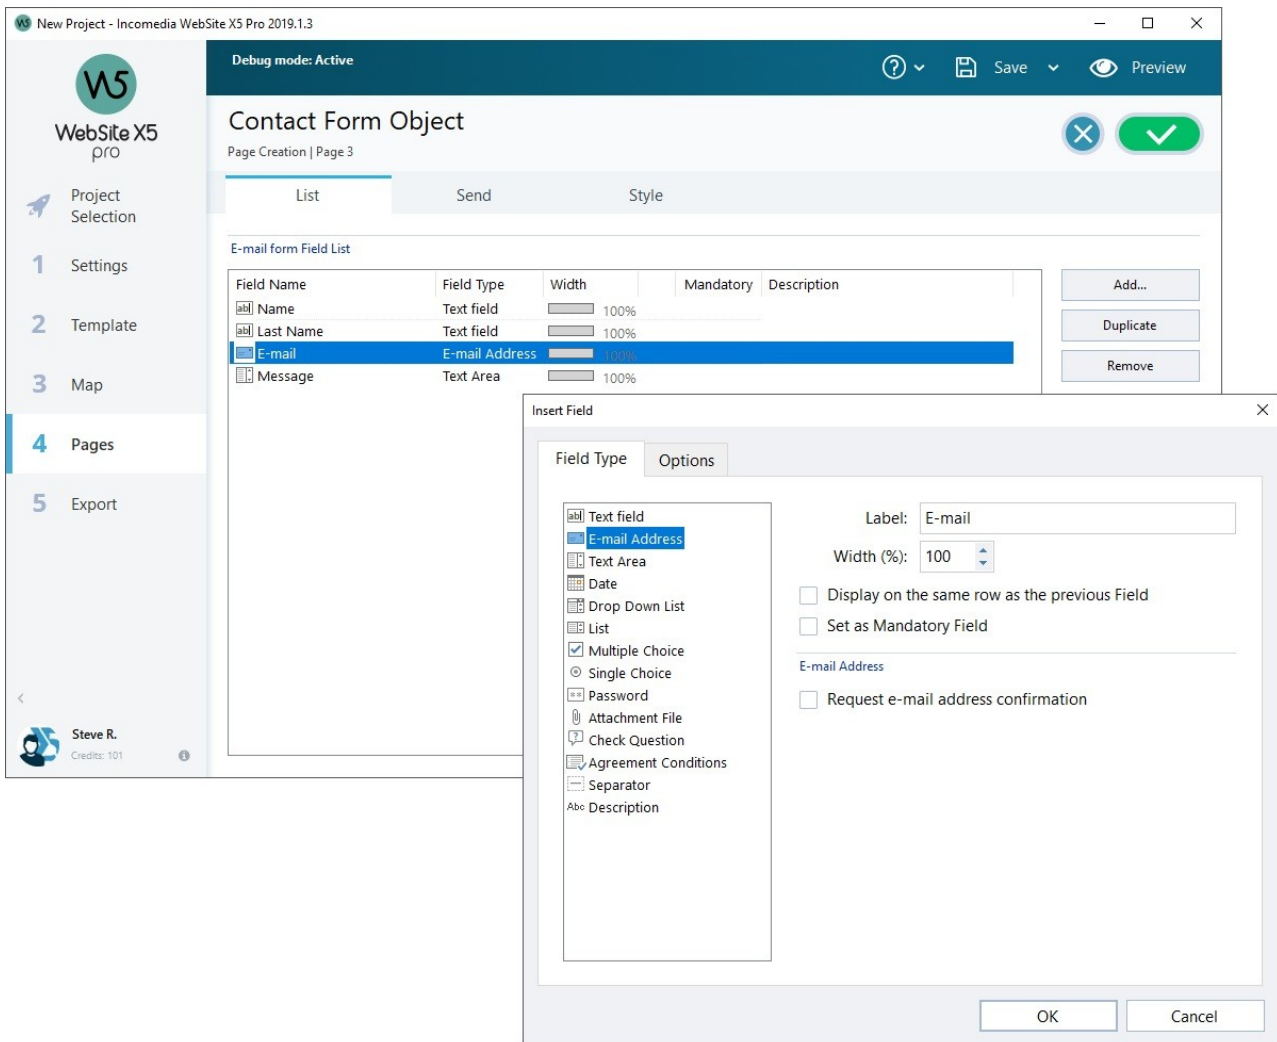 New Project - Incomedia WebSite X5 Pro 2019.1.3
Debug mode: Active
Save
Preview
WebSite X5
pro
Contact Form Object
Page Creation | Page 3
List Send Style
Project
Selection
1 Settings
2 Template
3 Map
4 Pages
5 Export
Steve R.
Credits: 101
E-mail form Field List
Field Name Field Type Width Mandatory Description
abl Name Text field 100%
abl Last Name Text field 100%
E-mail E-mail Address 100%
Message Text Area 100%
Add...
Duplicate
Remove
Insert Field
Field Type Options
abl Text field
E-mail Address
Text Area
Date
Drop Down List
List
Multiple Choice
Single Choice
Password
Attachment File
Check Question
Agreement Conditions
Separator
Abc Description
Label: E-mail
Width (%): 100
Display on the same row as the previous Field
Set as Mandatory Field
E-mail Address
Request e-mail address confirmation
OK Cancel